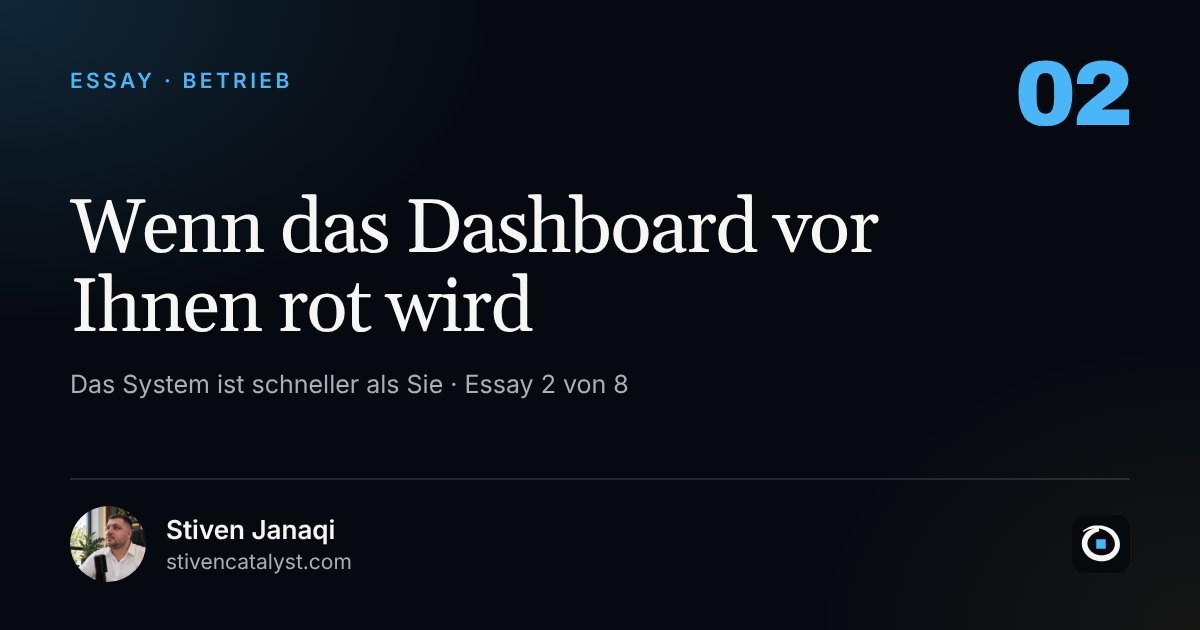 ESSAY · BETRIEB
02
Wenn das Dashboard vor
Ihnen rot wird
Das System ist schneller als Sie · Essay 2 von 8
Stiven Janaqi
stivencatalyst.com